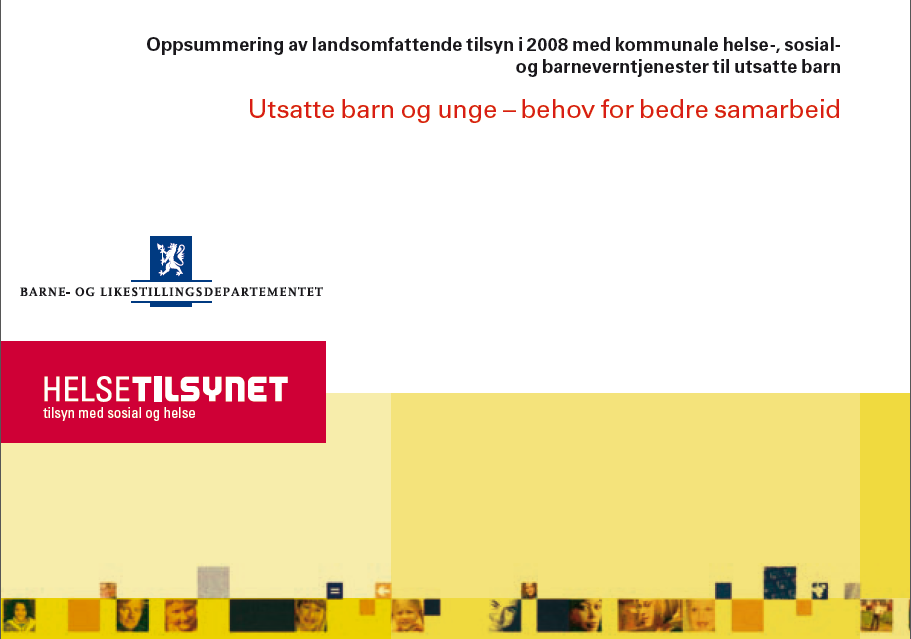 Oppsummering av landsomfattende tilsyn i 2008 med kommunale helse-, sosial-
og barneverntjenester til utsatte barn
Utsatte barn og unge – behov for bedre samarbeid
BARNE- OG LIKESTILLINGSDEPARTEMENTET
HELSETILSYNET
tilsyn med sosial og helse